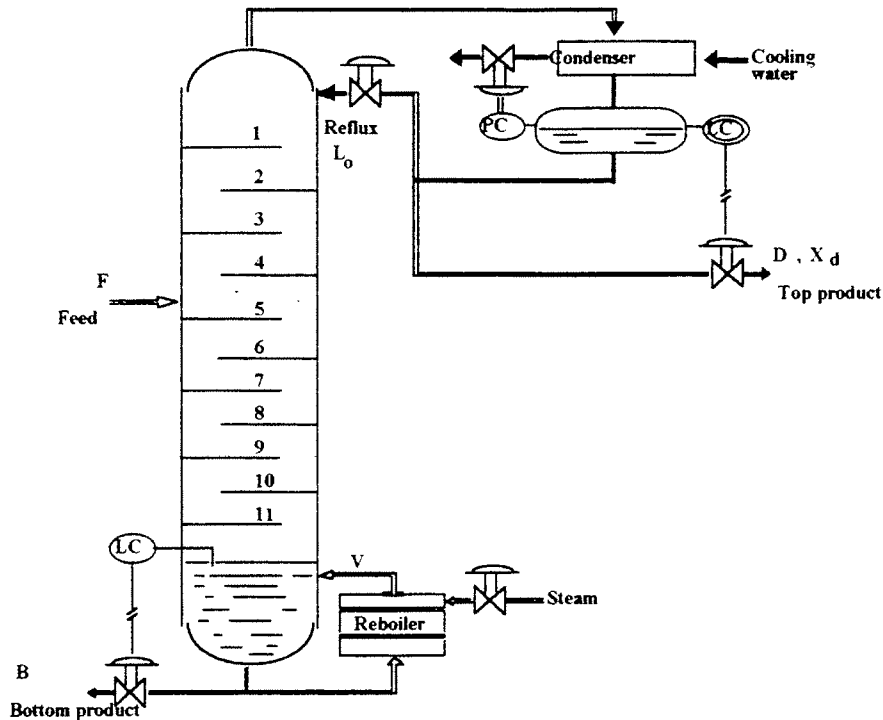 Condenser
Cooling
water
PC
LC
Reflux
L₀
1
2
3
4
5
6
7
8
9
10
11
F
Feed
D , X d
Top product
LC
V
Steam
Reboiler
B
Bottom product